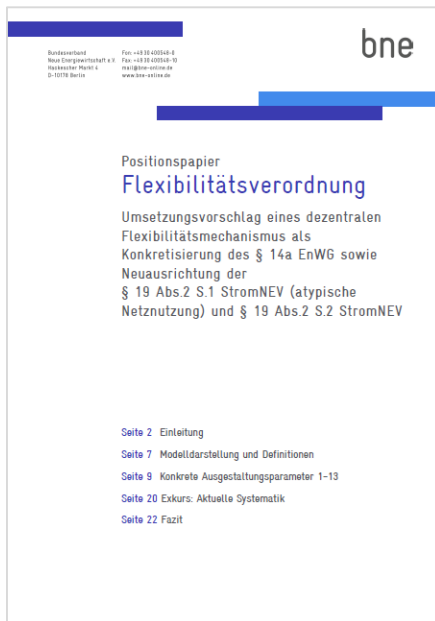 bne
Bundesverband
Neue Energiewirtschaft e.V.
Hackescher Markt 4
D-10178 Berlin
Fon: +49 30 400548-0
Fax: +49 30 400548-10
mail@bne-online.de
www.bne-online.de
Positionspapier
Flexibilitätsverordnung
Umsetzungsvorschlag eines dezentralen
Flexibilitätsmechanismus als
Konkretisierung des § 14a EnWG sowie
Neuausrichtung der
§ 19 Abs.2 S.1 StromNEV (atypische
Netznutzung) und § 19 Abs.2 S.2 StromNEV
Seite 2 Einleitung
Seite 7 Modelldarstellung und Definitionen
Seite 9 Konkrete Ausgestaltungsparameter 1-13
Seite 20 Exkurs: Aktuelle Systematik
Seite 22 Fazit